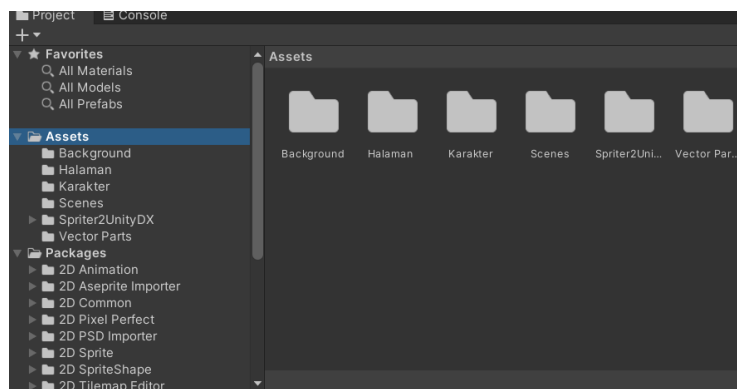 Project Console
Favorites
All Materials
All Models
All Prefabs
Assets
Background
Halaman
Karakter
Scenes
Spriter2UnityDX
Vector Parts
Packages
2D Animation
2D Aseprite Importer
2D Common
2D Pixel Perfect
2D PSD Importer
2D Sprite
2D SpriteShape
2D Tilemap Editor
Assets
Background Halaman Karakter Scenes Spriter2Uni... Vector Par...